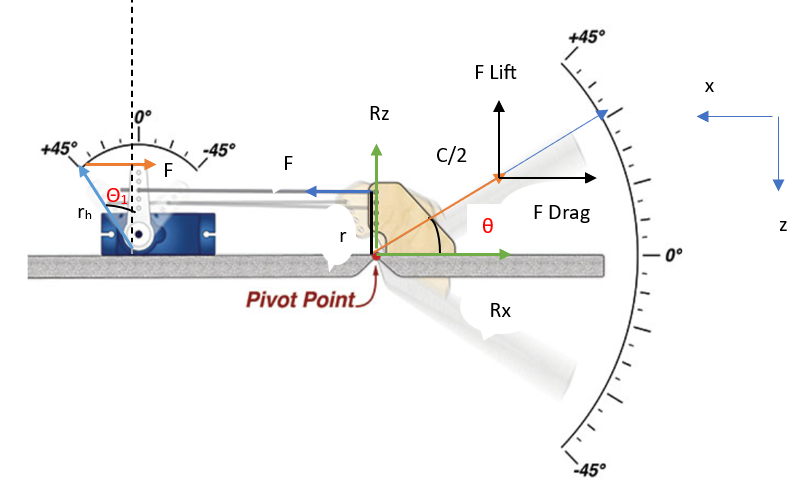 +45°
F Lift
x
Rz
0°
+45°
-45°
F
F
C/2
Θ1
rh
r
F Drag
θ
z
0°
Pivot Point
Rx
-45°